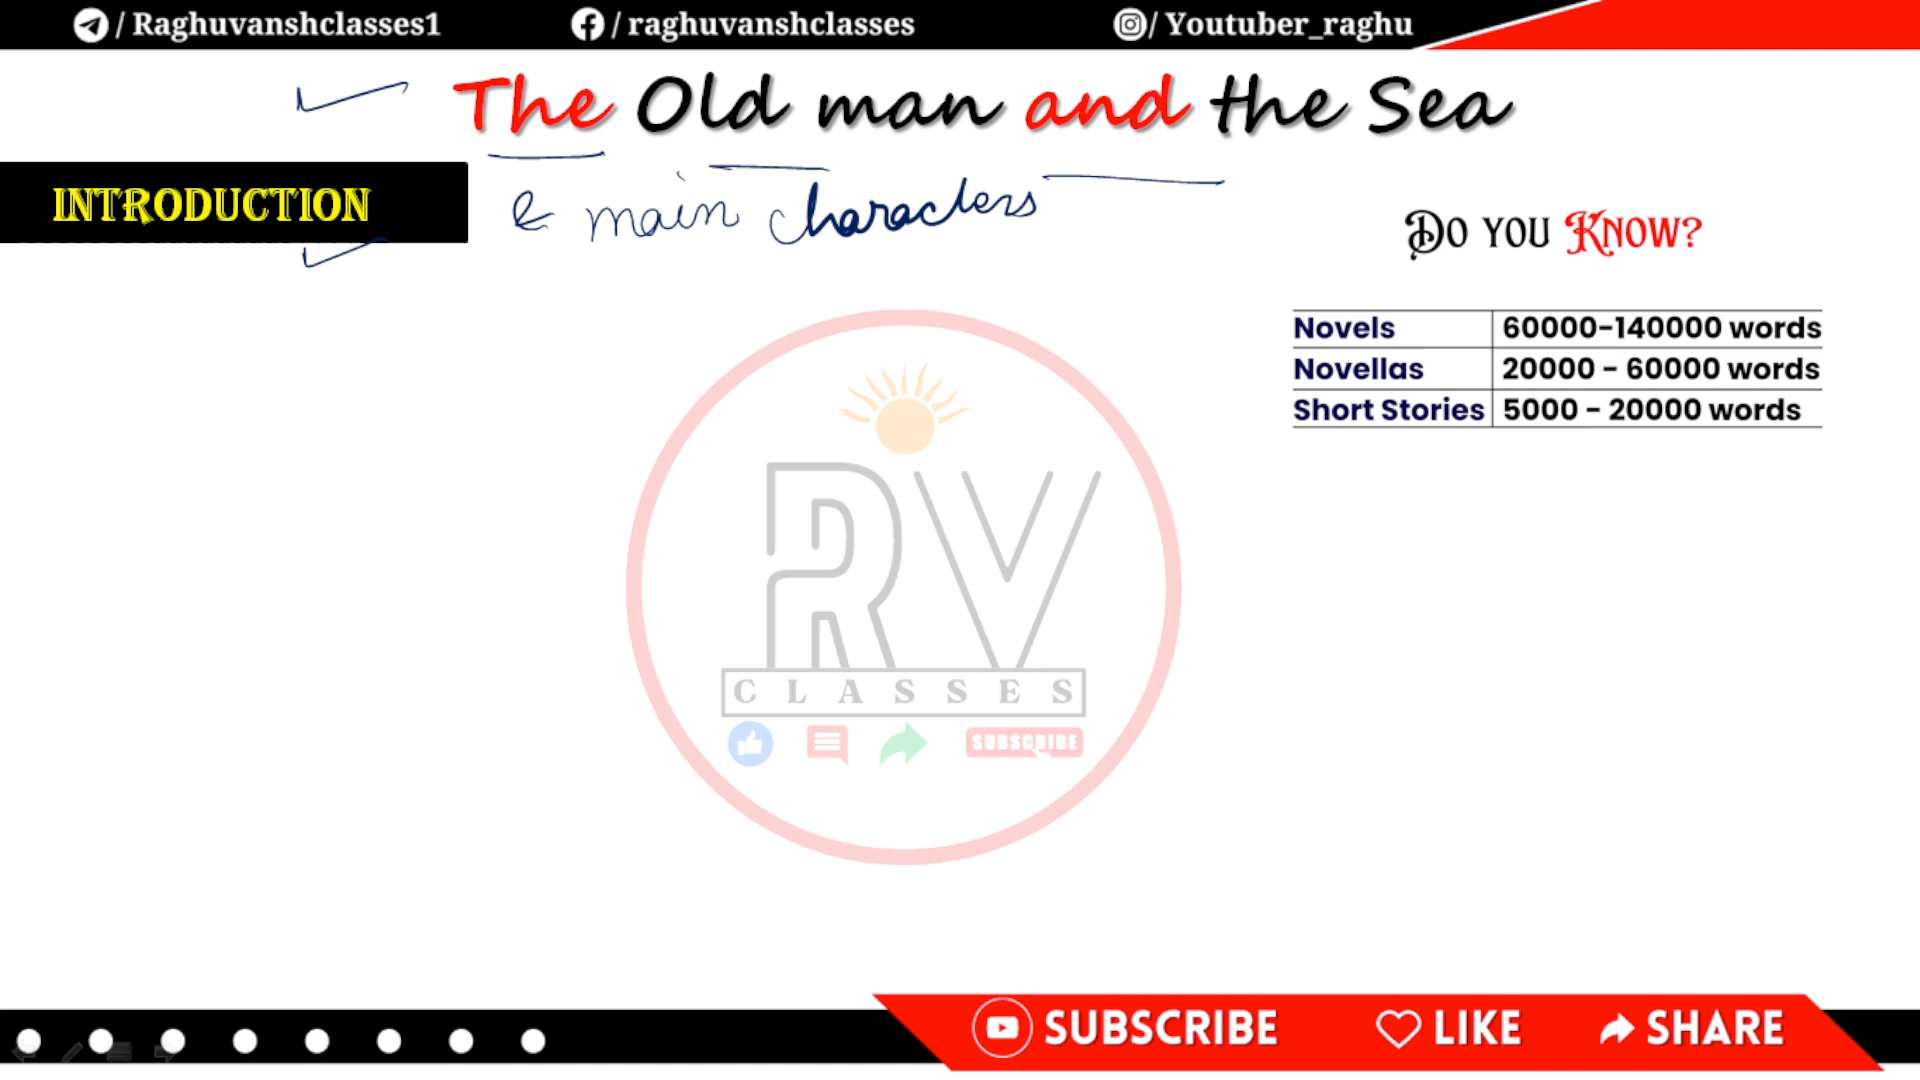 / Raghuvanshclasses1 / raghuvanshclasses / Youtuber_raghu
The Old man and the Sea
INTRODUCTION & main characters
Do you Know?
Novels 60000-140000 words
Novellas 20000 - 60000 words
Short Stories 5000 - 20000 words
RV
CLASSES
SUBSCRIBE
SUBSCRIBE LIKE SHARE